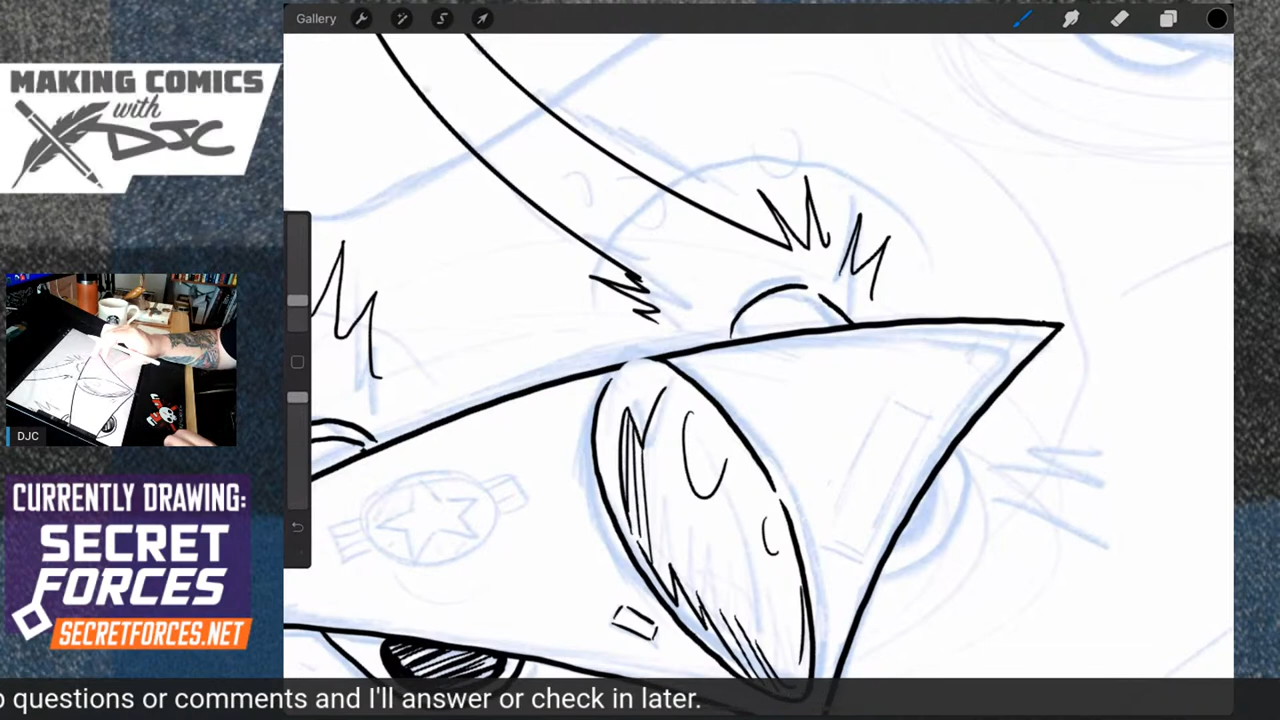 Gallery
MAKING COMICS
with
DJC
DJC
CURRENTLY DRAWING:
SECRET
FORCES
SECRETFORCES.NET
questions or comments and I'll answer or check in later.